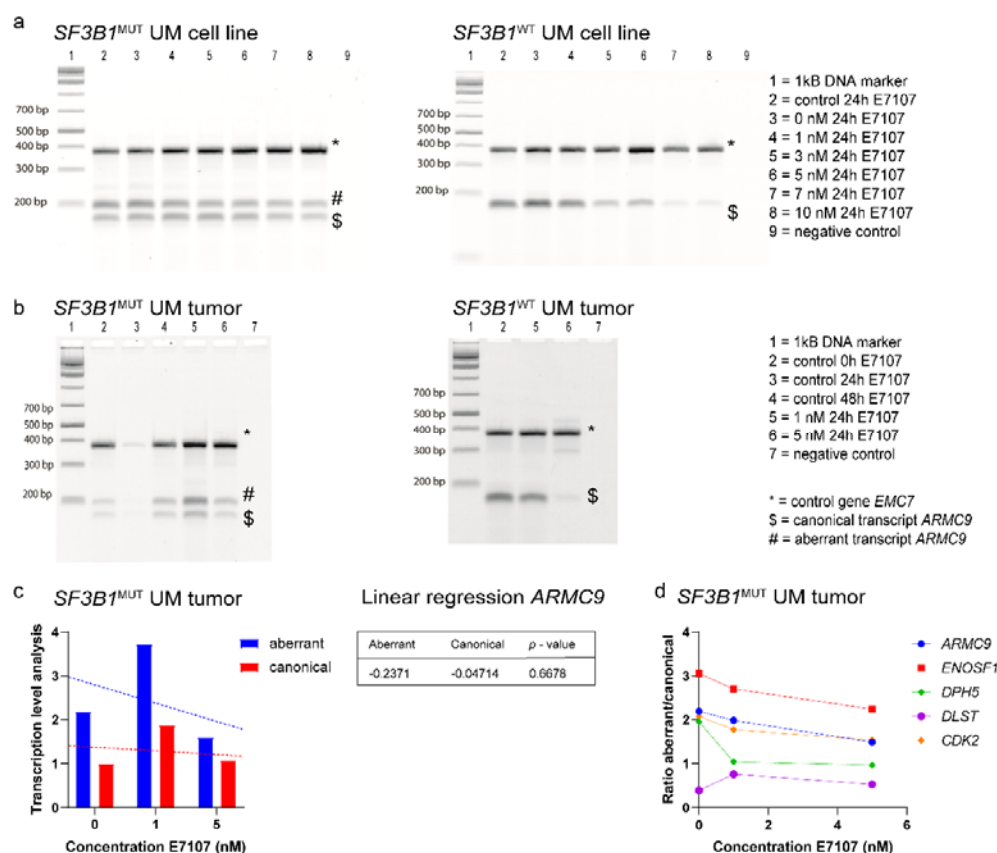 a
SF3B1MUT UM cell line
1 2 3 4 5 6 7 8 9
700 bp
500 bp
400 bp
300 bp
200 bp
*
#
$
SF3B1WT UM cell line
1 2 3 4 5 6 7 8 9
700 bp
500 bp
400 bp
300 bp
200 bp
*
$
1 = 1kB DNA marker
2 = control 24h E7107
3 = 0 nM 24h E7107
4 = 1 nM 24h E7107
5 = 3 nM 24h E7107
6 = 5 nM 24h E7107
7 = 7 nM 24h E7107
8 = 10 nM 24h E7107
9 = negative control
b
SF3B1MUT UM tumor
1 2 3 4 5 6 7
700 bp
500 bp
400 bp
300 bp
200 bp
*
#
$
SF3B1WT UM tumor
1 2 5 6 7
700 bp
500 bp
400 bp
300 bp
200 bp
*
$
1 = 1kB DNA marker
2 = control 0h E7107
3 = control 24h E7107
4 = control 48h E7107
5 = 1 nM 24h E7107
6 = 5 nM 24h E7107
7 = negative control
* = control gene EMC7
$ = canonical transcript ARMC9
# = aberrant transcript ARMC9
c
SF3B1MUT UM tumor
Transcription level analysis
4
3
2
1
0
0 1 5
Concentration E7107 (nM)
aberrant
canonical
Linear regression ARMC9
Aberrant Canonical p - value
-0.2371 -0.04714 0.6678
d
SF3B1MUT UM tumor
Ratio aberrant/canonical
4
3
2
1
0
0 2 4 6
Concentration E7107 (nM)
ARMC9
ENOSF1
DPH5
DLST
CDK2